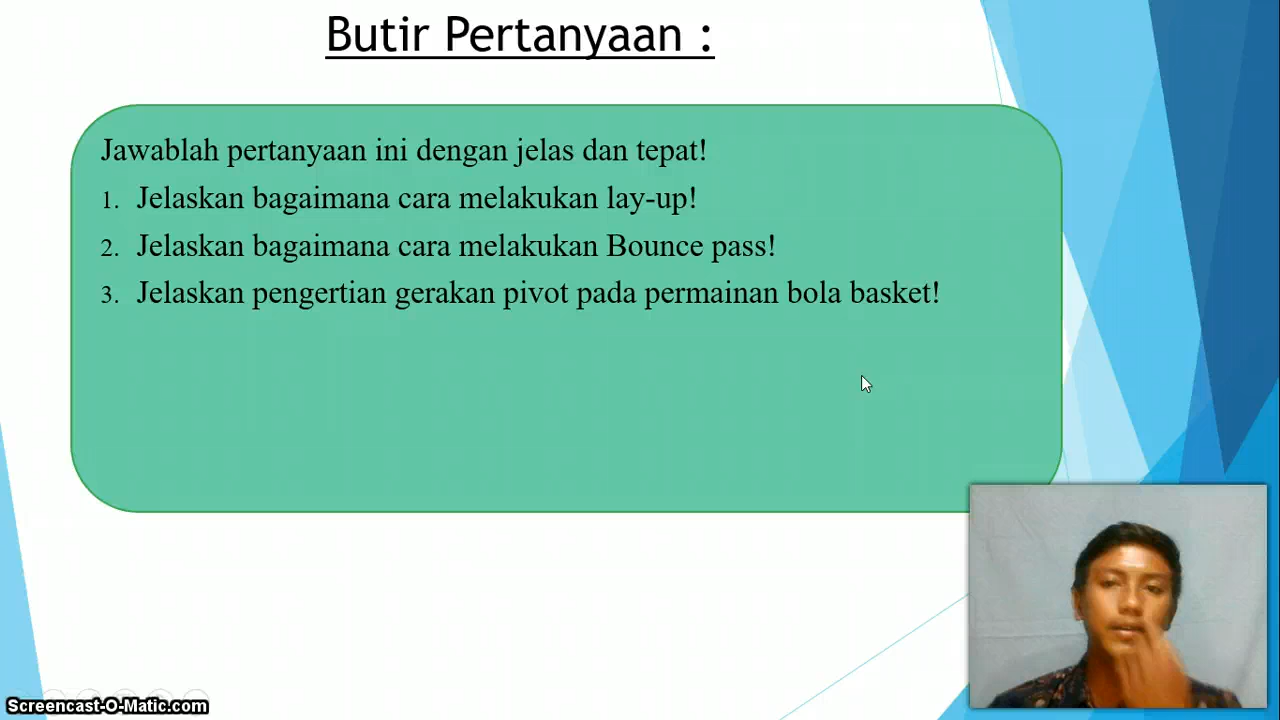 Butir Pertanyaan :
Jawablah pertanyaan ini dengan jelas dan tepat!
1. Jelaskan bagaimana cara melakukan lay-up!
2. Jelaskan bagaimana cara melakukan Bounce pass!
3. Jelaskan pengertian gerakan pivot pada permainan bola basket!
Screencast-O-Matic.com